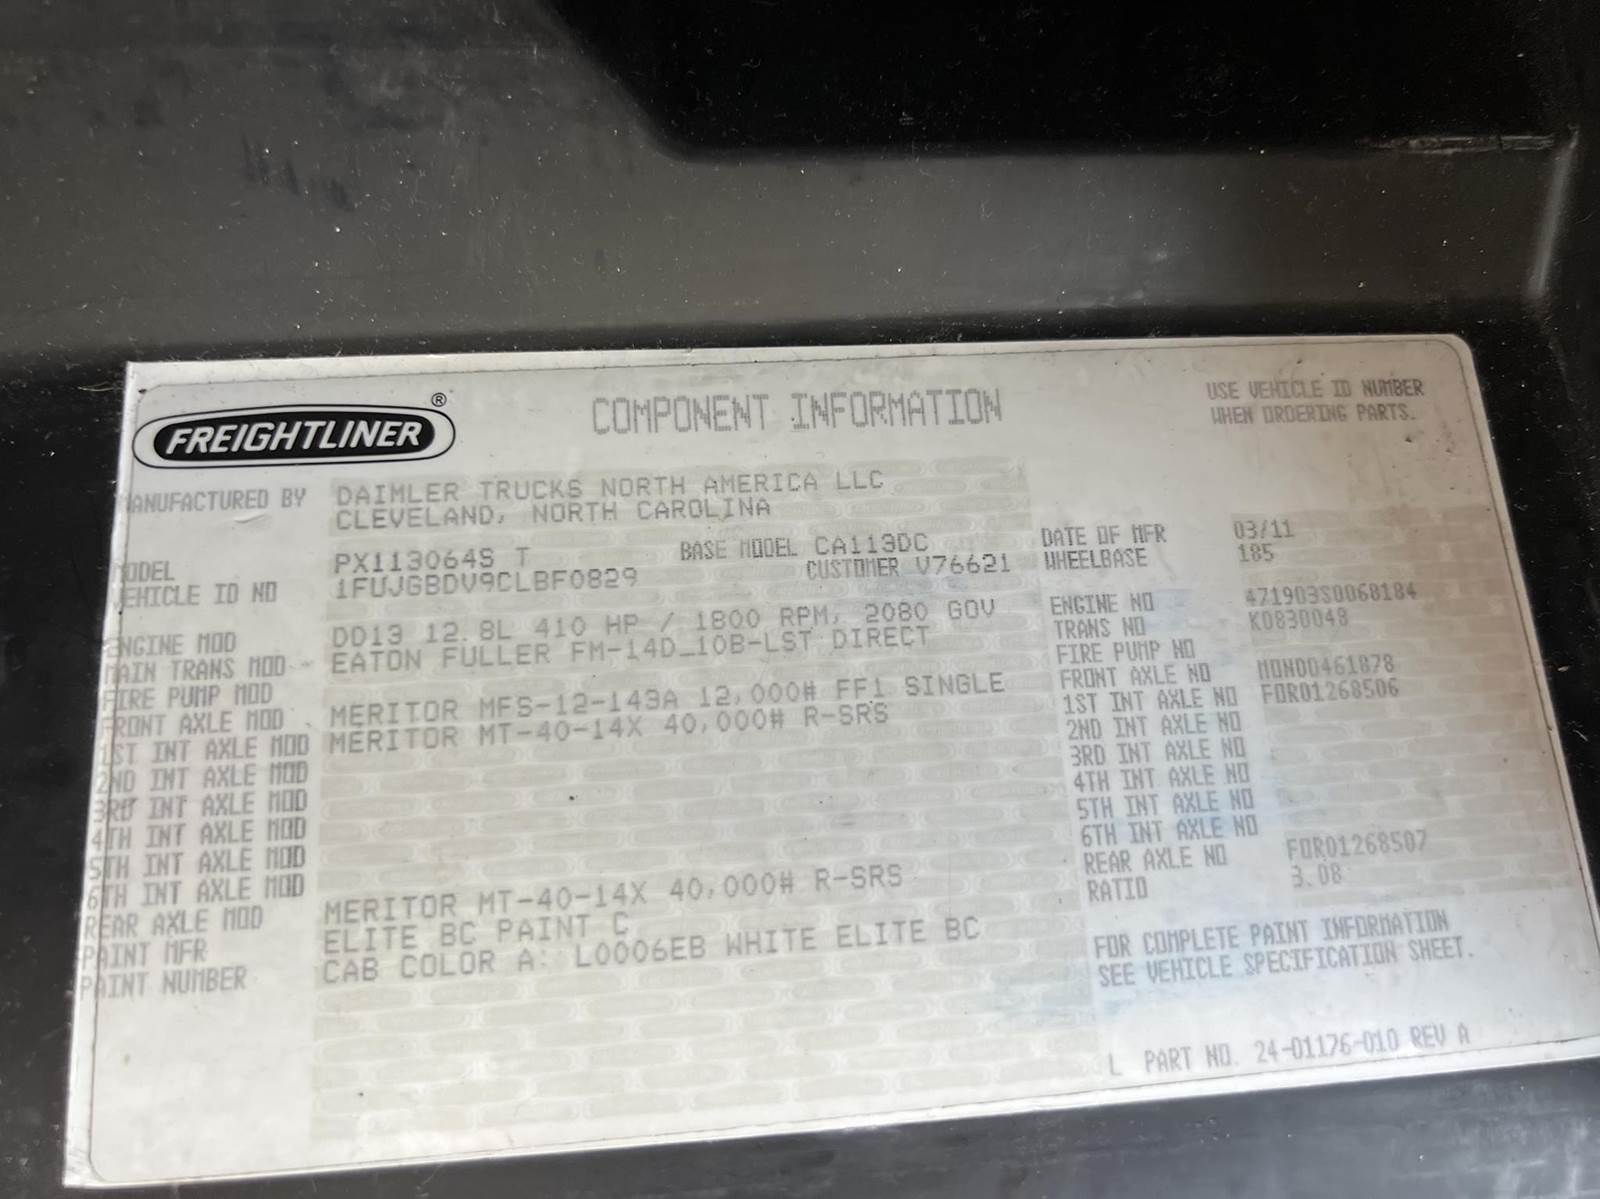 FREIGHTLINER®
COMPONENT INFORMATION
USE VEHICLE ID NUMBER
WHEN ORDERING PARTS.
MANUFACTURED BY DAIMLER TRUCKS NORTH AMERICA LLC
CLEVELAND, NORTH CAROLINA
MODEL PX113064S T BASE MODEL CA113DC DATE OF MFR 03/11
VEHICLE ID NO 1FUJGBDV9CLBF0829 CUSTOMER V76621 WHEELBASE 185
ENGINE MOD DD13 12.8L 410 HP / 1800 RPM, 2080 GOV ENGINE NO 471903S0068184
MAIN TRANS MOD EATON FULLER FM-14D_10B-LST DIRECT TRANS NO K0830048
FIRE PUMP MOD FIRE PUMP NO
FRONT AXLE MOD MERITOR MFS-12-143A 12,000# FF1 SINGLE FRONT AXLE NO MON00461878
1ST INT AXLE MOD MERITOR MT-40-14X 40,000# R-SRS 1ST INT AXLE NO FOR01268506
2ND INT AXLE MOD 2ND INT AXLE NO
3RD INT AXLE MOD 3RD INT AXLE NO
4TH INT AXLE MOD 4TH INT AXLE NO
5TH INT AXLE MOD 5TH INT AXLE NO
6TH INT AXLE MOD 6TH INT AXLE NO
REAR AXLE MOD MERITOR MT-40-14X 40,000# R-SRS REAR AXLE NO FOR01268507
PAINT MFR ELITE BC PAINT C RATIO 3.08
PAINT NUMBER CAB COLOR A: L0006EB WHITE ELITE BC
FOR COMPLETE PAINT INFORMATION
SEE VEHICLE SPECIFICATION SHEET.
L PART NO. 24-01176-010 REV A